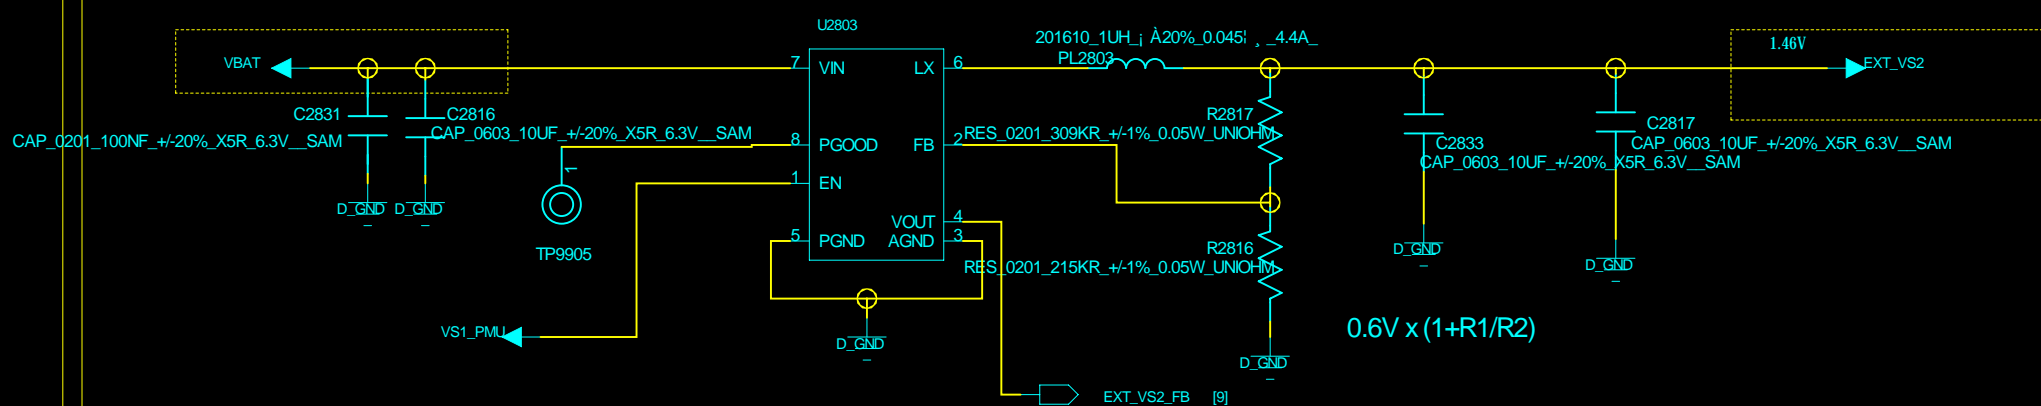 U2803
201610_1UH_¡ À20%_0.045¦ ¸ _4.4A_
PL2803
1.46V
VBAT
7
VIN
LX
6
EXT_VS2
C2831
C2816
CAP_0201_100NF_+/-20%_X5R_6.3V__SAM
CAP_0603_10UF_+/-20%_X5R_6.3V__SAM
8
PGOOD
FB
2
R2817
RES_0201_309KR_+/-1%_0.05W_UNIOHM
C2833
CAP_0603_10UF_+/-20%_X5R_6.3V__SAM
C2817
CAP_0603_10UF_+/-20%_X5R_6.3V__SAM
1
1
EN
D_GND
D_GND
VOUT
4
5
PGND
AGND
3
TP9905
R2816
RES_0201_215KR_+/-1%_0.05W_UNIOHM
D_GND
D_GND
VS1_PMU
D_GND
0.6V x (1+R1/R2)
D_GND
EXT_VS2_FB [9]